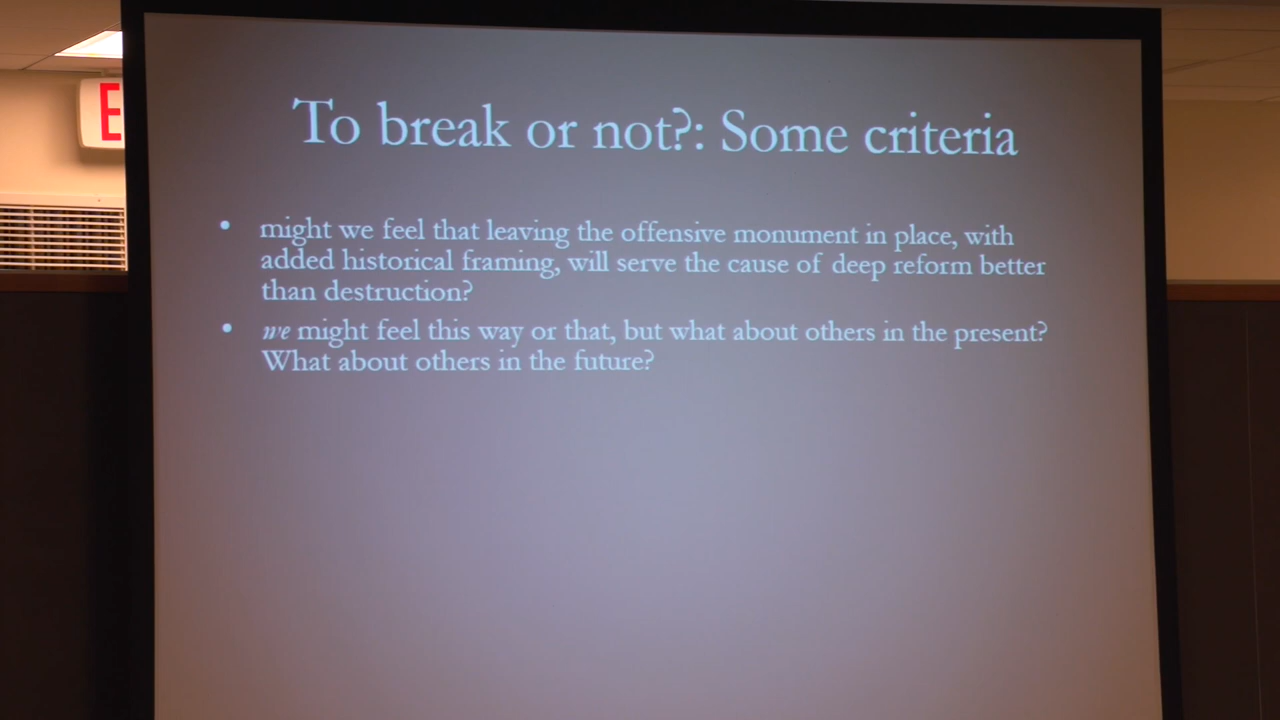 E
To break or not?: Some criteria
• might we feel that leaving the offensive monument in place, with
added historical framing, will serve the cause of deep reform better
than destruction?
• we might feel this way or that, but what about others in the present?
What about others in the future?